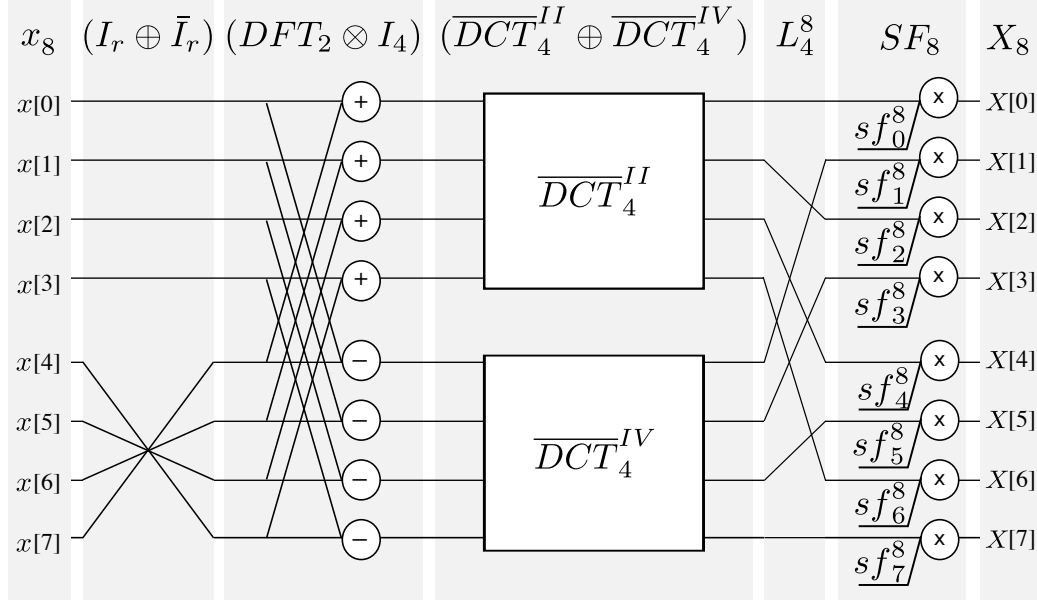 x_8 (I_r ⊕ Ī_r) (DFT_2 ⊗ I_4) (\overline{DCT}_4^{II} ⊕ \overline{DCT}_4^{IV}) L_4^8 SF_8 X_8
x[0] + x X[0]
sf_0^8
x[1] + x X[1]
\overline{DCT}_4^{II} sf_1^8
x[2] + x X[2]
sf_2^8
x[3] + x X[3]
sf_3^8
x[4] − x X[4]
sf_4^8
x[5] − x X[5]
\overline{DCT}_4^{IV} sf_5^8
x[6] − x X[6]
sf_6^8
x[7] − x X[7]
sf_7^8